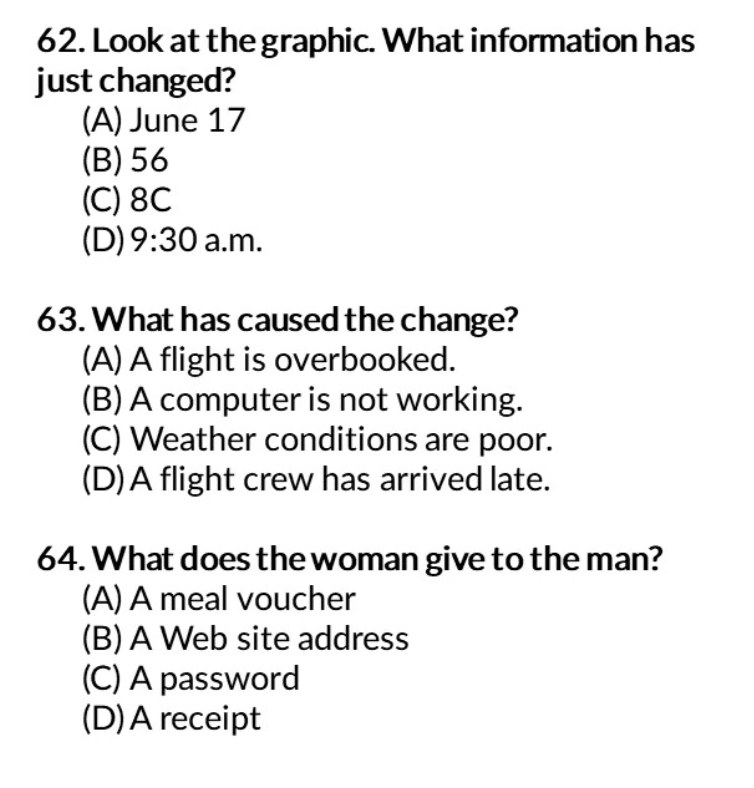 62. Look at the graphic. What information has
just changed?
(A) June 17
(B) 56
(C) 8C
(D) 9:30 a.m.
63. What has caused the change?
(A) A flight is overbooked.
(B) A computer is not working.
(C) Weather conditions are poor.
(D) A flight crew has arrived late.
64. What does the woman give to the man?
(A) A meal voucher
(B) A Web site address
(C) A password
(D) A receipt